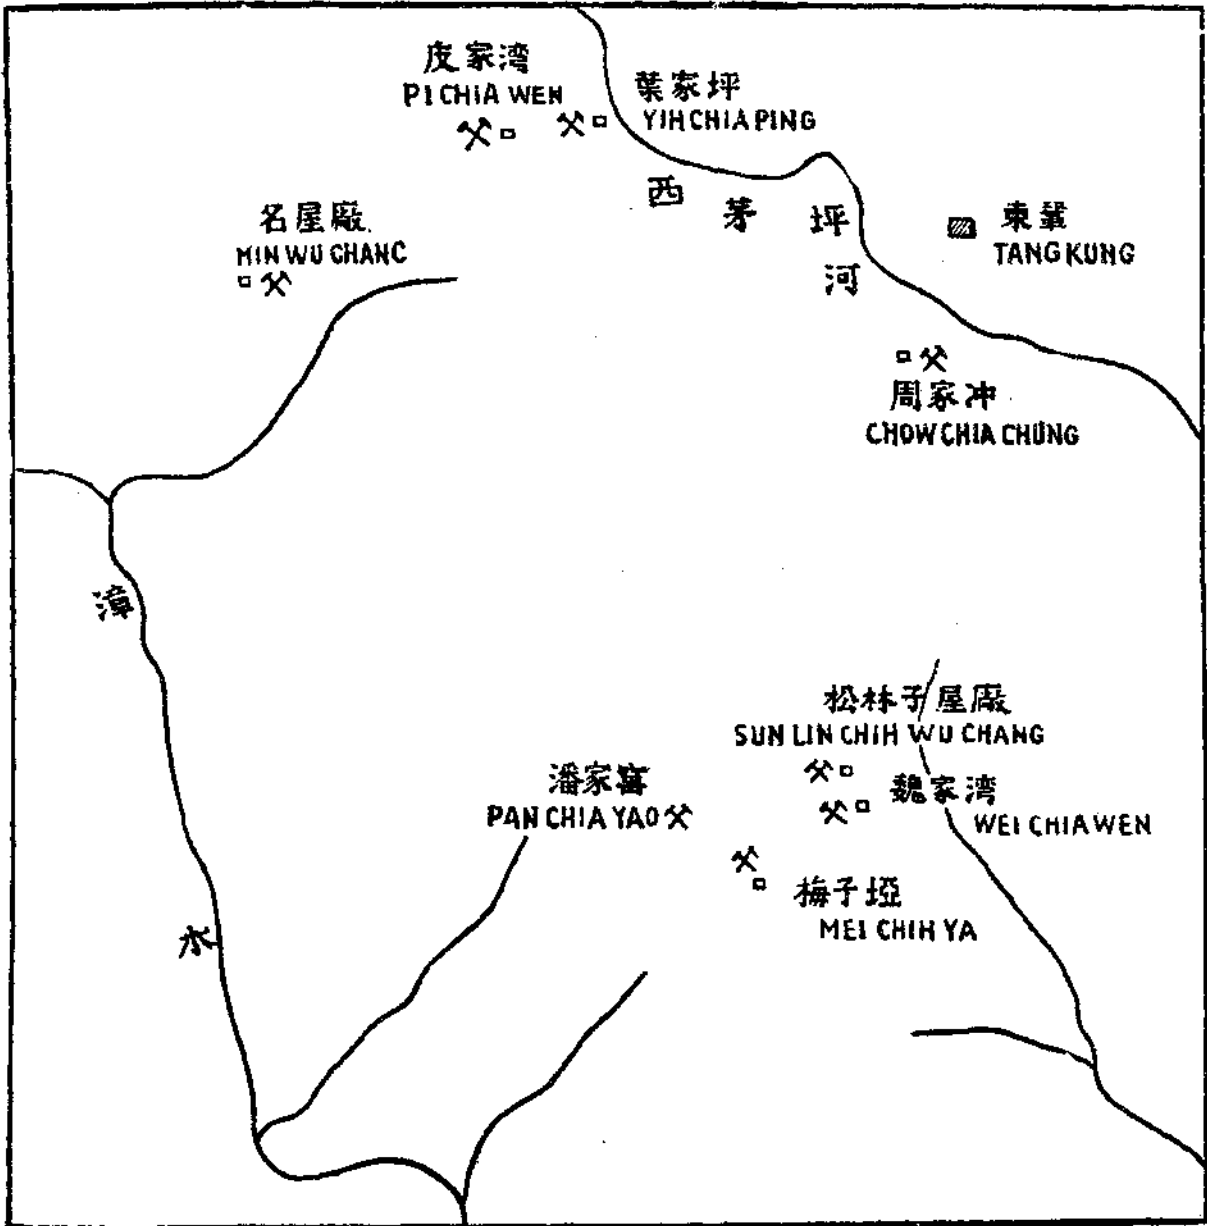 皮家湾
PI CHIA WEN
葉家坪
YIH CHIA PING
西茅坪河
名屋廠
MIN WU CHANC
東鞏
TANG KUNG
周家冲
CHOW CHIA CHUNG
漳水
松林子屋廠
SUN LIN CHIH WU CHANG
潘家窰
PAN CHIA YAO
魏家湾
WEI CHIA WEN
梅子埡
MEI CHIH YA